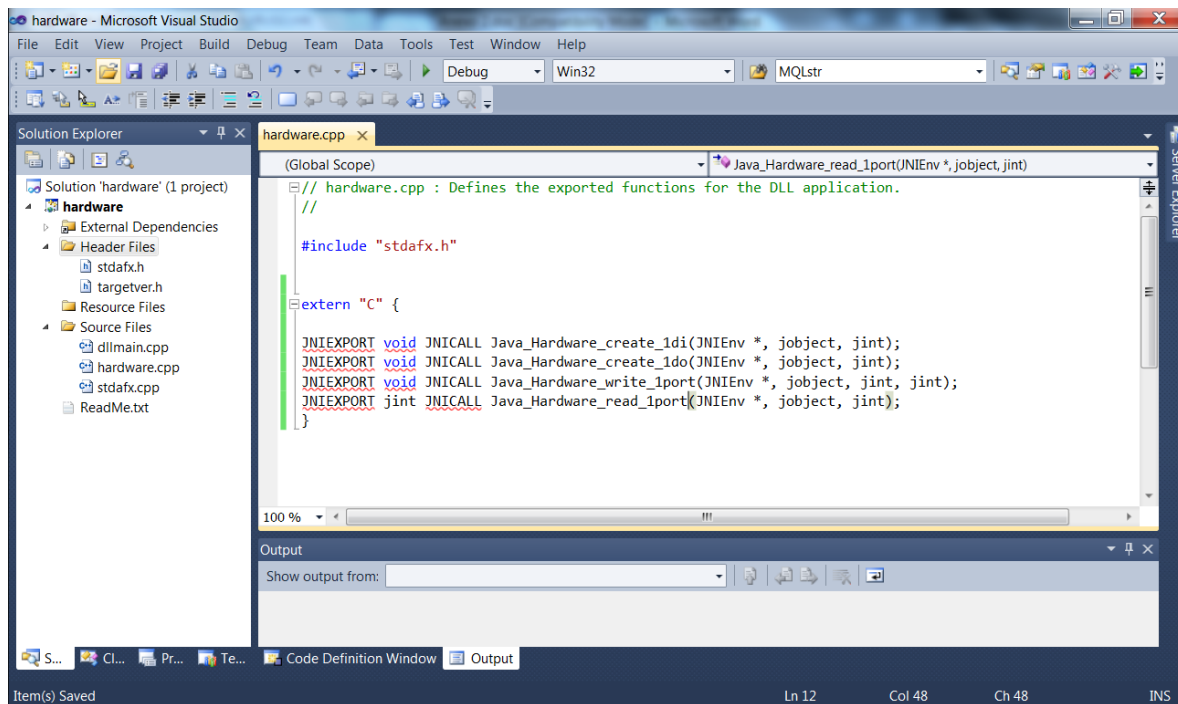 hardware - Microsoft Visual Studio
File Edit View Project Build Debug Team Data Tools Test Window Help
Debug Win32 MQLstr
Solution Explorer
Solution 'hardware' (1 project)
hardware
External Dependencies
Header Files
stdafx.h
targetver.h
Resource Files
Source Files
dllmain.cpp
hardware.cpp
stdafx.cpp
ReadMe.txt
hardware.cpp
(Global Scope) Java_Hardware_read_1port(JNIEnv *, jobject, jint)
// hardware.cpp : Defines the exported functions for the DLL application.
//
#include "stdafx.h"
extern "C" {
JNIEXPORT void JNICALL Java_Hardware_create_1di(JNIEnv *, jobject, jint);
JNIEXPORT void JNICALL Java_Hardware_create_1do(JNIEnv *, jobject, jint);
JNIEXPORT void JNICALL Java_Hardware_write_1port(JNIEnv *, jobject, jint, jint);
JNIEXPORT jint JNICALL Java_Hardware_read_1port(JNIEnv *, jobject, jint);
}
100 %
Server Explorer
Output
Show output from:
S... Cl... Pr... Te... Code Definition Window Output
Item(s) Saved Ln 12 Col 48 Ch 48 INS